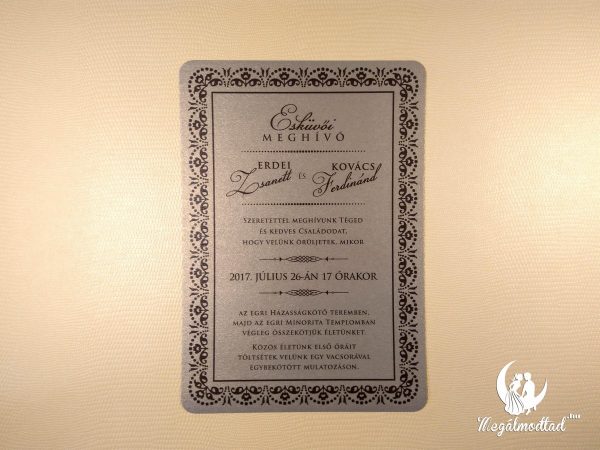 Esküvői
MEGHÍVÓ
ERDEI
Zsanett
ÉS
KOVÁCS
Ferdinánd
SZERETETTEL MEGHÍVUNK TÉGED
ÉS KEDVES CSALÁDODAT,
HOGY VELÜNK ÖRÜLJETEK, MIKOR
2017. JÚLIUS 26-ÁN 17 ÓRAKOR
AZ EGRI HÁZASSÁGKÖTŐ TEREMBEN,
MAJD AZ EGRI MINORITA TEMPLOMBAN
VÉGLEG ÖSSZEKÖTJÜK ÉLETÜNKET.
KÖZÖS ÉLETÜNK ELSŐ ÓRÁIT
TÖLTSÉTEK VELÜNK EGY VACSORÁVAL
EGYBEKÖTÖTT MULATOZÁSON.
Megálmodtad.hu